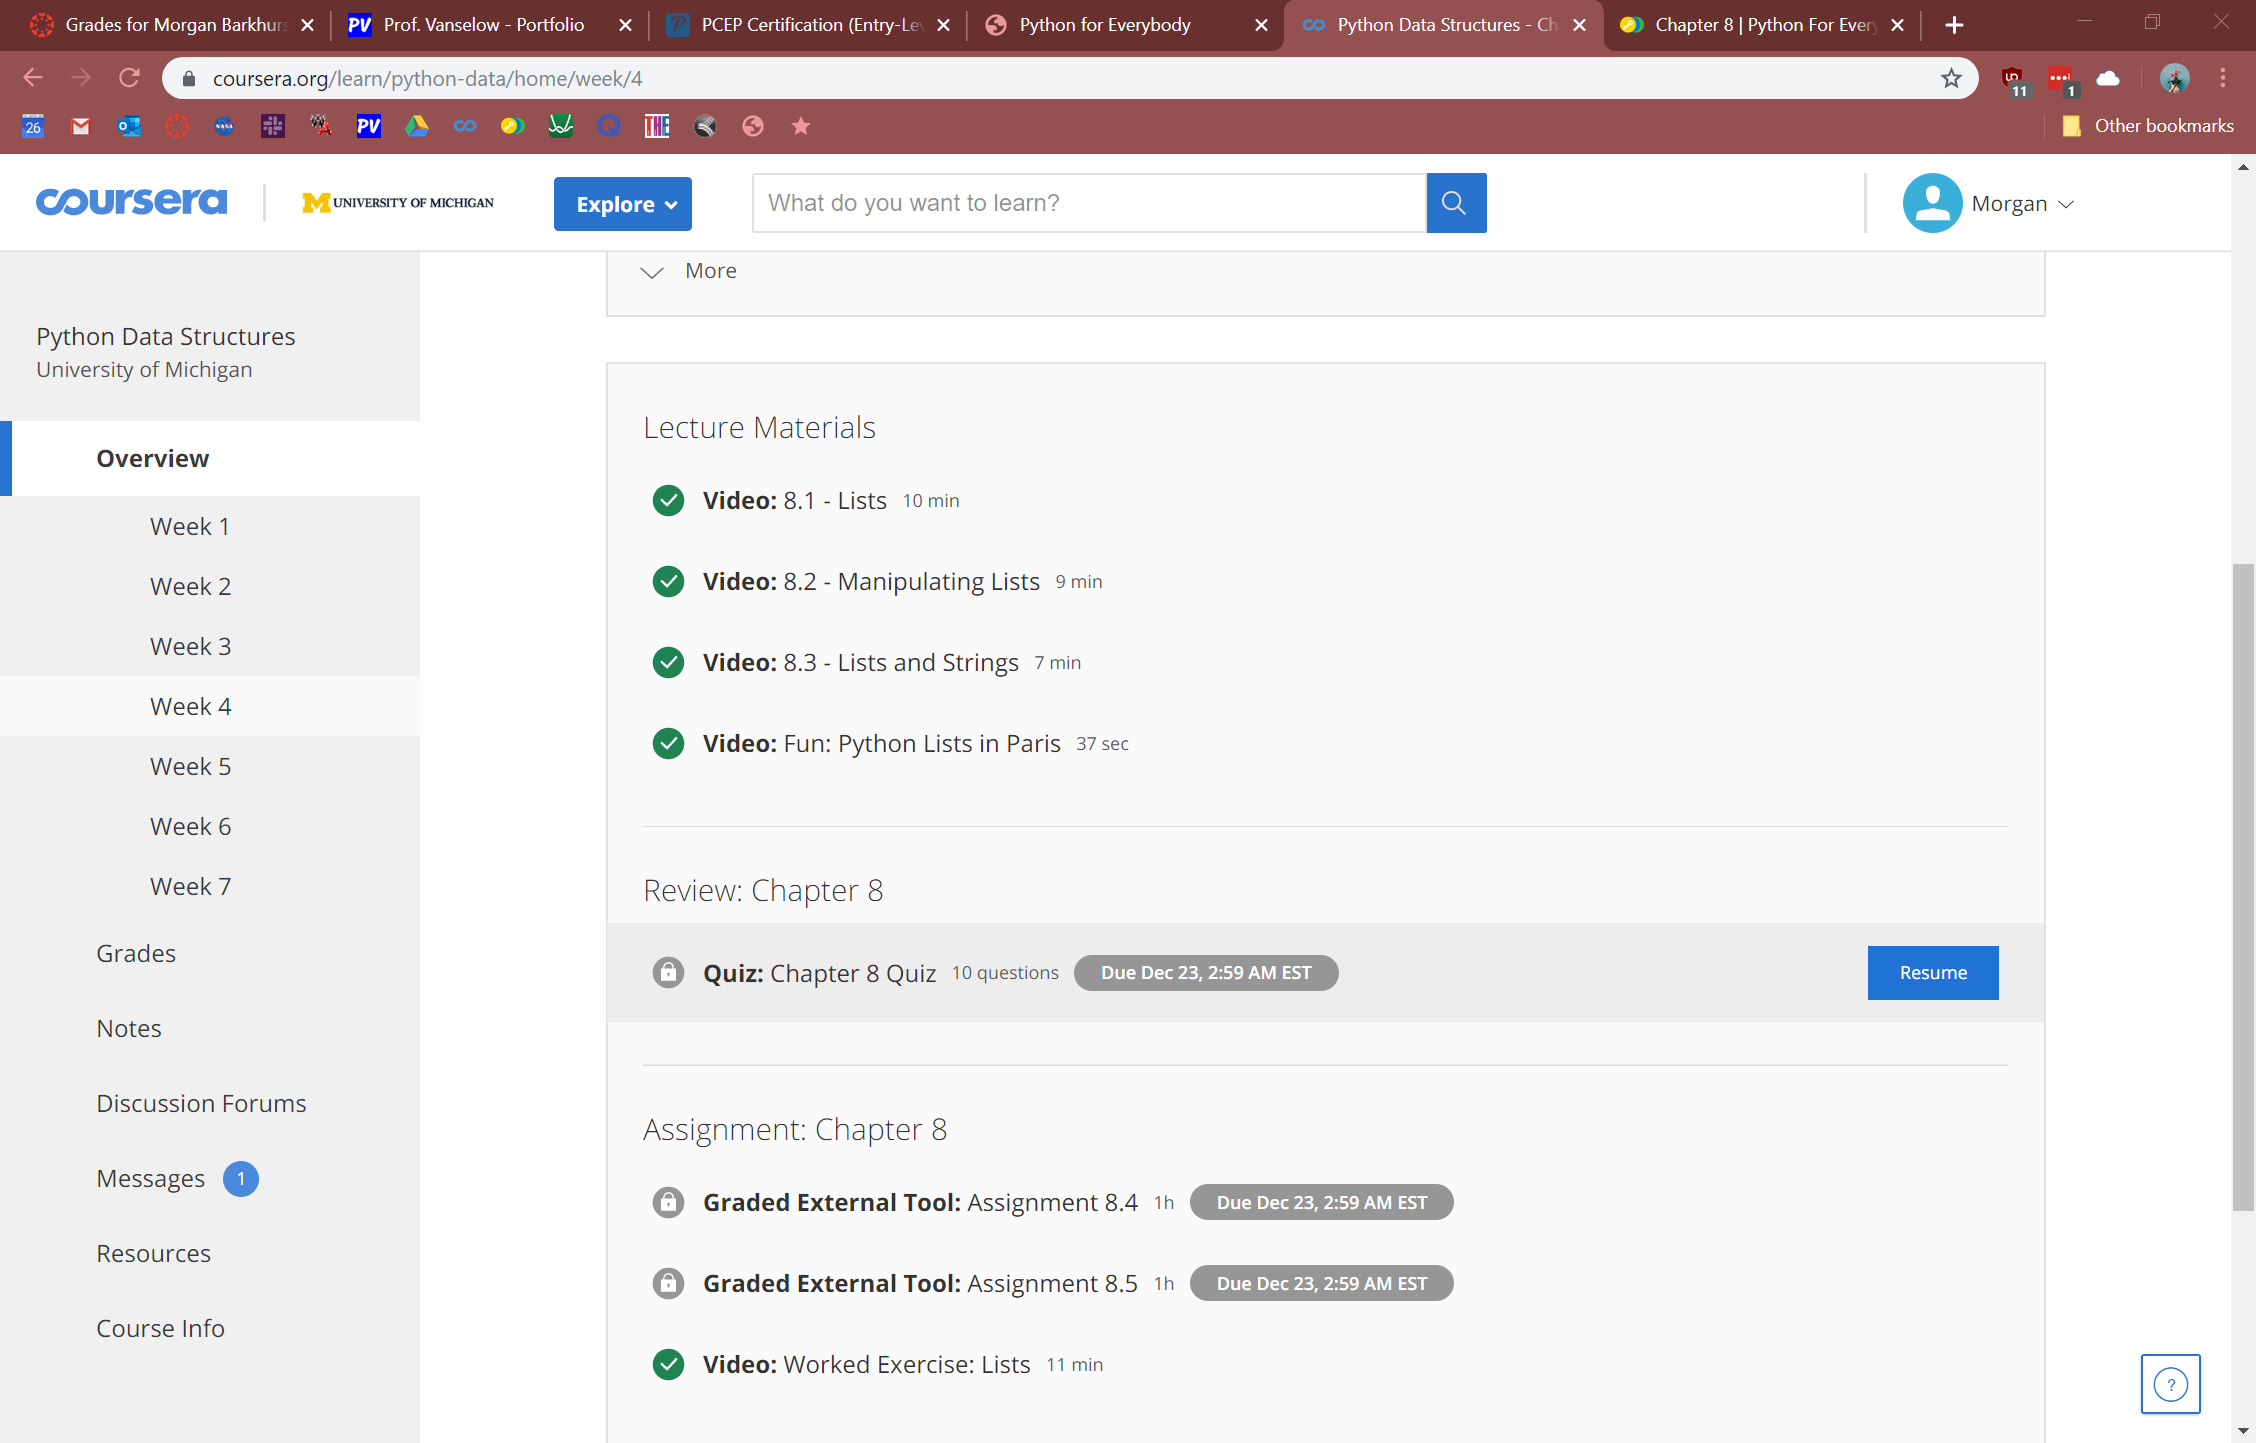 Grades for Morgan Barkhurs
Prof. Vanselow - Portfolio
PCEP Certification (Entry-Lev
Python for Everybody
Python Data Structures - Ch
Chapter 8 | Python For Every
coursera.org/learn/python-data/home/week/4
11
1
26
NASA
PV
THE
Other bookmarks
coursera
M UNIVERSITY OF MICHIGAN
Explore
What do you want to learn?
Morgan
More
Python Data Structures
University of Michigan
Overview
Week 1
Week 2
Week 3
Week 4
Week 5
Week 6
Week 7
Grades
Notes
Discussion Forums
Messages 1
Resources
Course Info
Lecture Materials
Video: 8.1 - Lists 10 min
Video: 8.2 - Manipulating Lists 9 min
Video: 8.3 - Lists and Strings 7 min
Video: Fun: Python Lists in Paris 37 sec
Review: Chapter 8
Quiz: Chapter 8 Quiz 10 questions Due Dec 23, 2:59 AM EST
Resume
Assignment: Chapter 8
Graded External Tool: Assignment 8.4 1h Due Dec 23, 2:59 AM EST
Graded External Tool: Assignment 8.5 1h Due Dec 23, 2:59 AM EST
Video: Worked Exercise: Lists 11 min
?